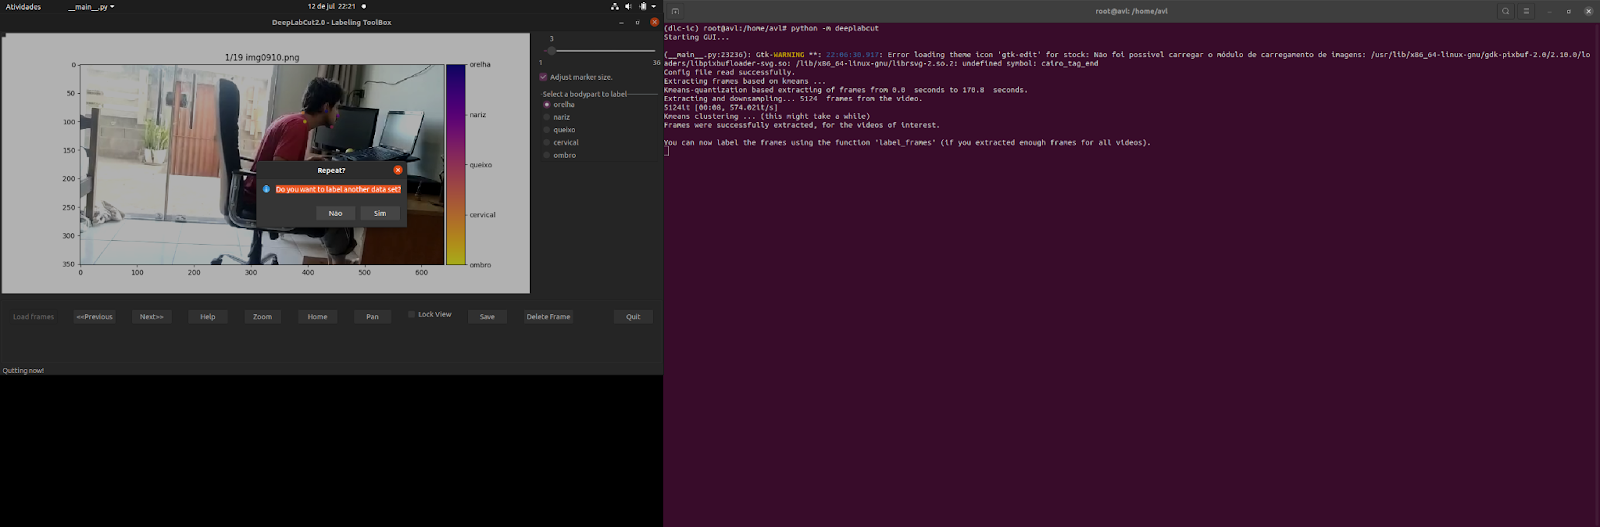 Atividades
__main__.py
12 de jul 22:21
DeepLabCut2.0 - Labeling ToolBox
1/19 img0910.png
0
50
100
150
200
250
300
350
0
100
200
300
400
500
600
orelha
nariz
queixo
cervical
ombro
3
1
36
Adjust marker size.
Select a bodypart to label
orelha
nariz
queixo
cervical
ombro
Repeat?
Do you want to label another data set?
Não
Sim
Load frames
<<Previous
Next>>
Help
Zoom
Home
Pan
Lock View
Save
Delete Frame
Quit
Qutting now!
root@avl: /home/avl
(dlc-ic) root@avl:/home/avl# python -m deeplabcut
Starting GUI...
(__main__.py:23236): Gtk-WARNING **: 22:06:30.917: Error loading theme icon 'gtk-edit' for stock: Não foi possível carregar o módulo de carregamento de imagens: /usr/lib/x86_64-linux-gnu/gdk-pixbuf-2.0/2.10.0/lo
aders/libpixbufloader-svg.so: /lib/x86_64-linux-gnu/librsvg-2.so.2: undefined symbol: cairo_tag_end
Config file read successfully.
Extracting frames based on kmeans ...
Kmeans-quantization based extracting of frames from 0.0  seconds to 170.8  seconds.
Extracting and downsampling... 5124  frames from the video.
5124it [00:08, 574.02it/s]
Kmeans clustering ... (this might take a while)
Frames were successfully extracted, for the videos of interest.
You can now label the frames using the function 'label_frames' (if you extracted enough frames for all videos).